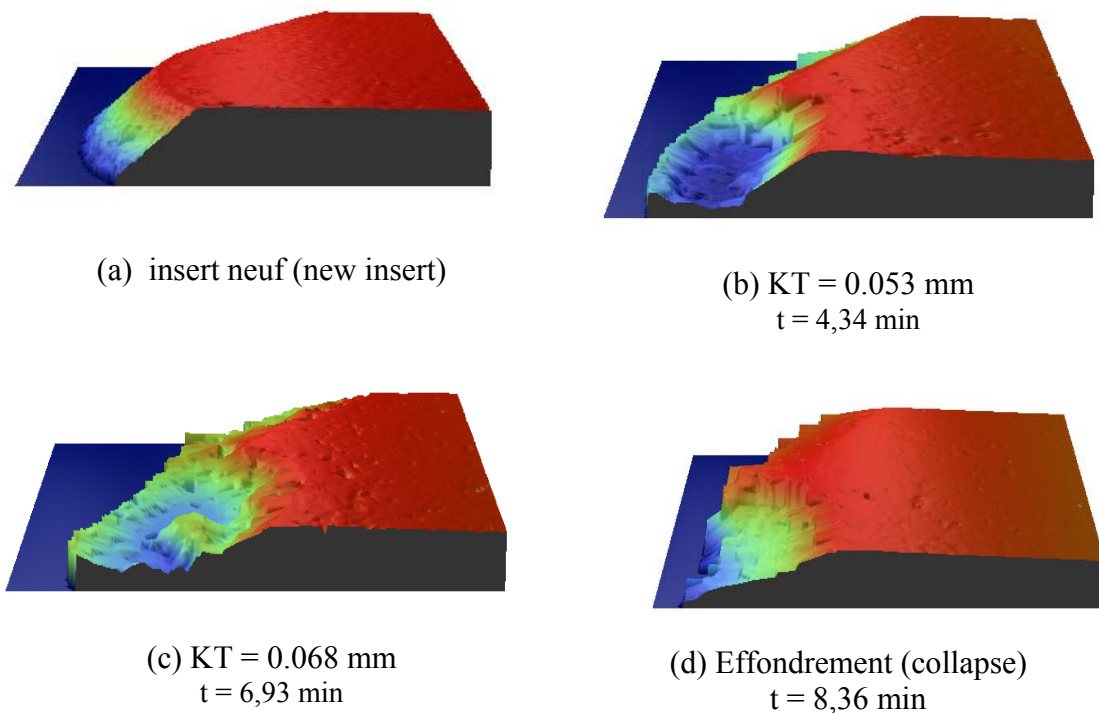 (a) insert neuf (new insert)
(b) KT = 0.053 mm
t = 4,34 min
(c) KT = 0.068 mm
t = 6,93 min
(d) Effondrement (collapse)
t = 8,36 min